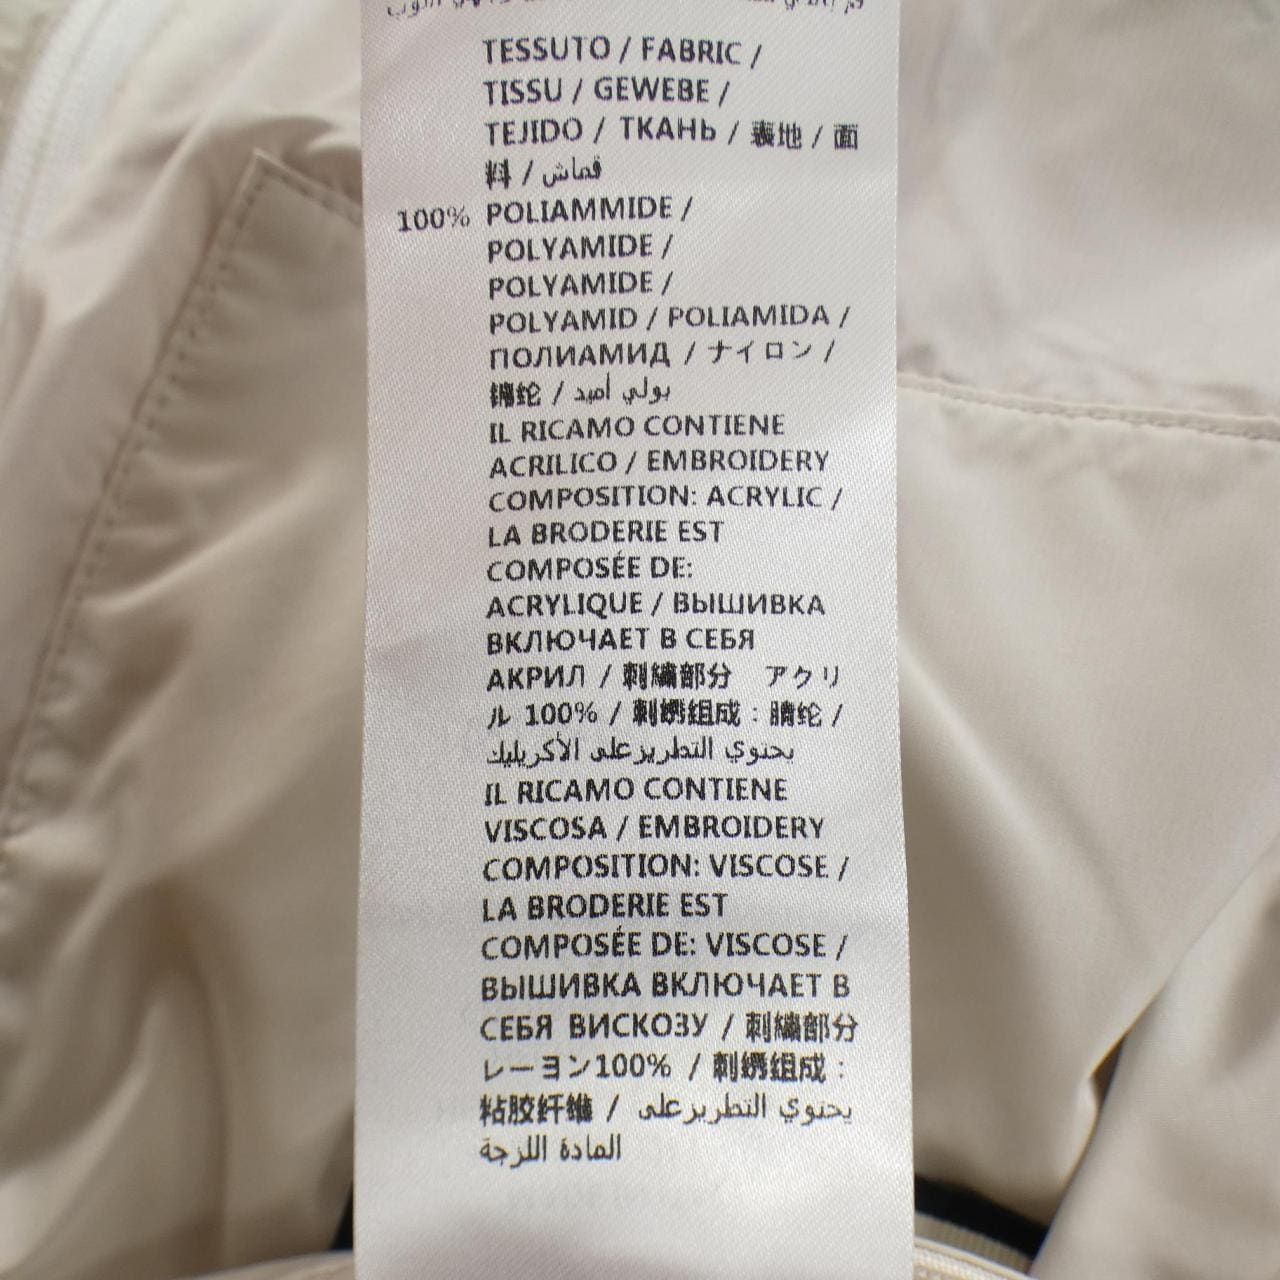 TESSUTO / FABRIC /
TISSU / GEWEBE /
TEJIDO / ТКАНЬ / 表地 / 面
料 / قماش
100% POLIAMMIDE /
POLYAMIDE /
POLYAMIDE /
POLYAMID / POLIAMIDA /
ПОЛИАМИД / ナイロン /
锦纶 / بولي أميد
IL RICAMO CONTIENE
ACRILICO / EMBROIDERY
COMPOSITION: ACRYLIC /
LA BRODERIE EST
COMPOSÉE DE:
ACRYLIQUE / ВЫШИВКА
ВКЛЮЧАЕТ В СЕБЯ
АКРИЛ / 刺繍部分 アクリ
ル 100% / 刺绣组成 : 腈纶 /
يحتوي التطريز على الأكريليك
IL RICAMO CONTIENE
VISCOSA / EMBROIDERY
COMPOSITION: VISCOSE /
LA BRODERIE EST
COMPOSÉE DE: VISCOSE /
ВЫШИВКА ВКЛЮЧАЕТ В
СЕБЯ ВИСКОЗУ / 刺繍部分
レーヨン100% / 刺绣组成 :
粘胶纤维 / يحتوي التطريز على
المادة اللزجة